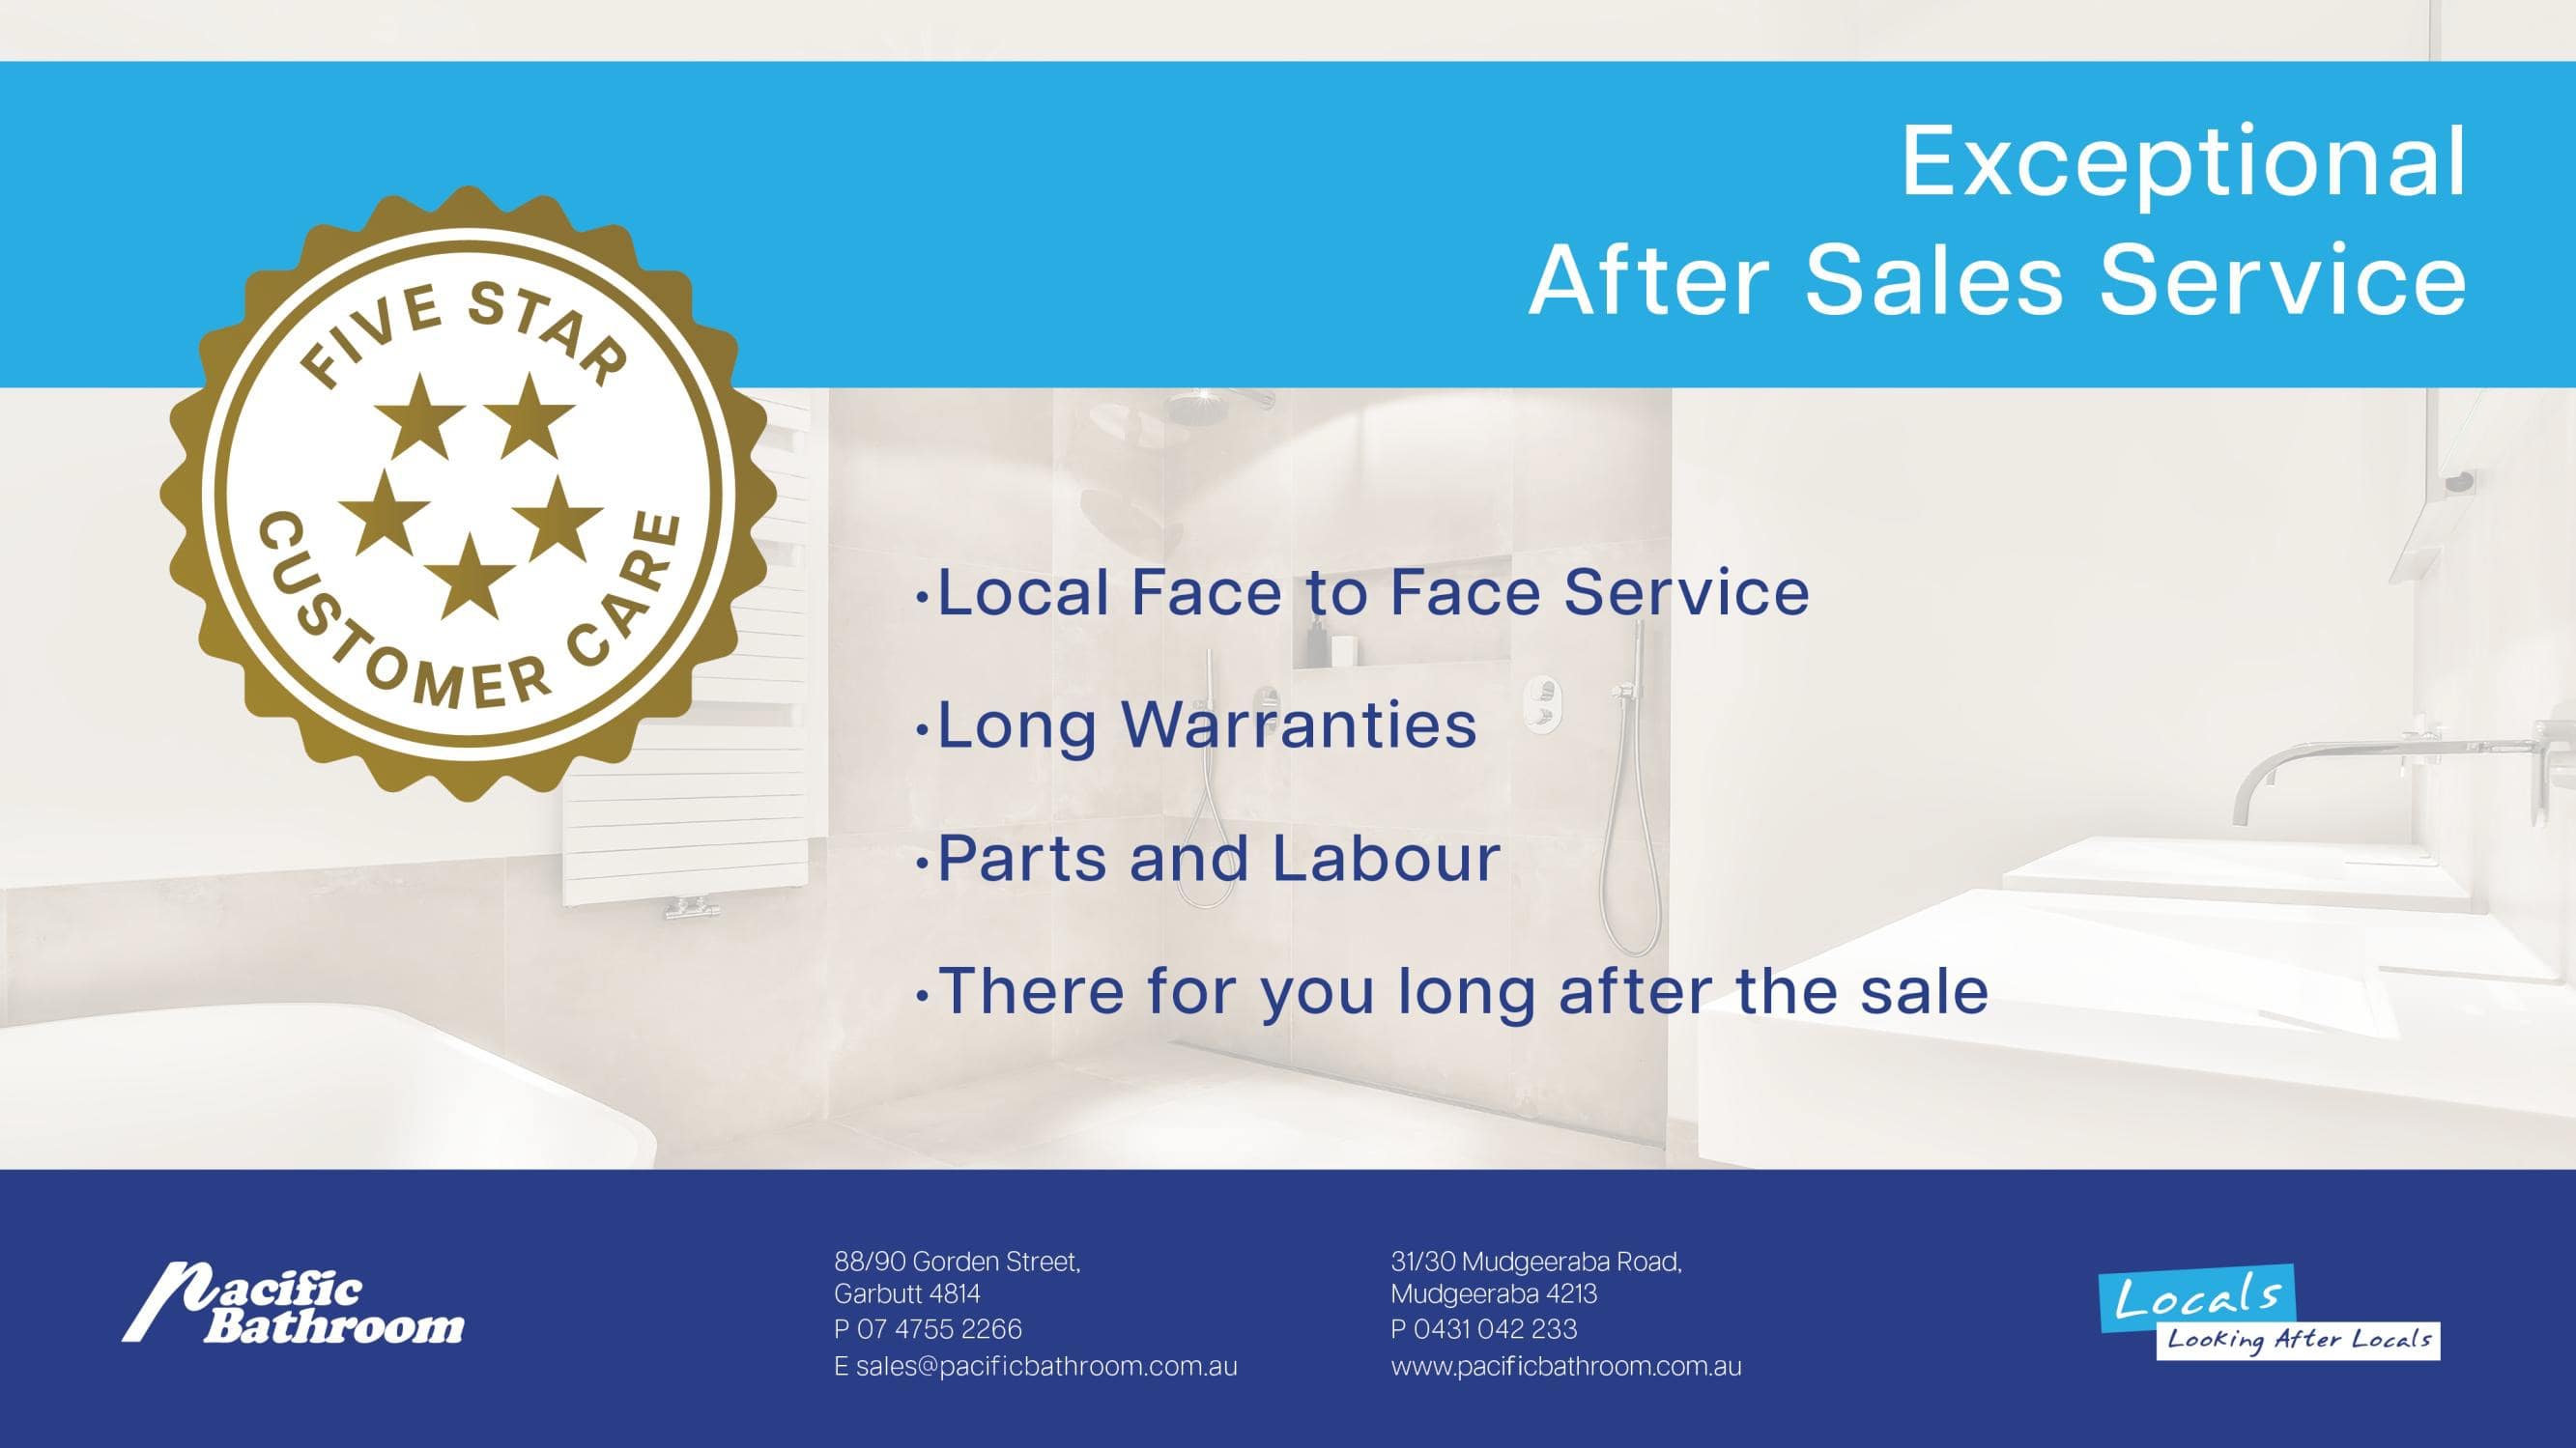 Exceptional
After Sales Service
FIVE STAR
CUSTOMER CARE
·Local Face to Face Service
·Long Warranties
·Parts and Labour
·There for you long after the sale
Pacific
Bathroom
88/90 Gorden Street,
Garbutt 4814
P 07 4755 2266
E sales@pacificbathroom.com.au
31/30 Mudgeeraba Road,
Mudgeeraba 4213
P 0431 042 233
www.pacificbathroom.com.au
Locals
Looking After Locals